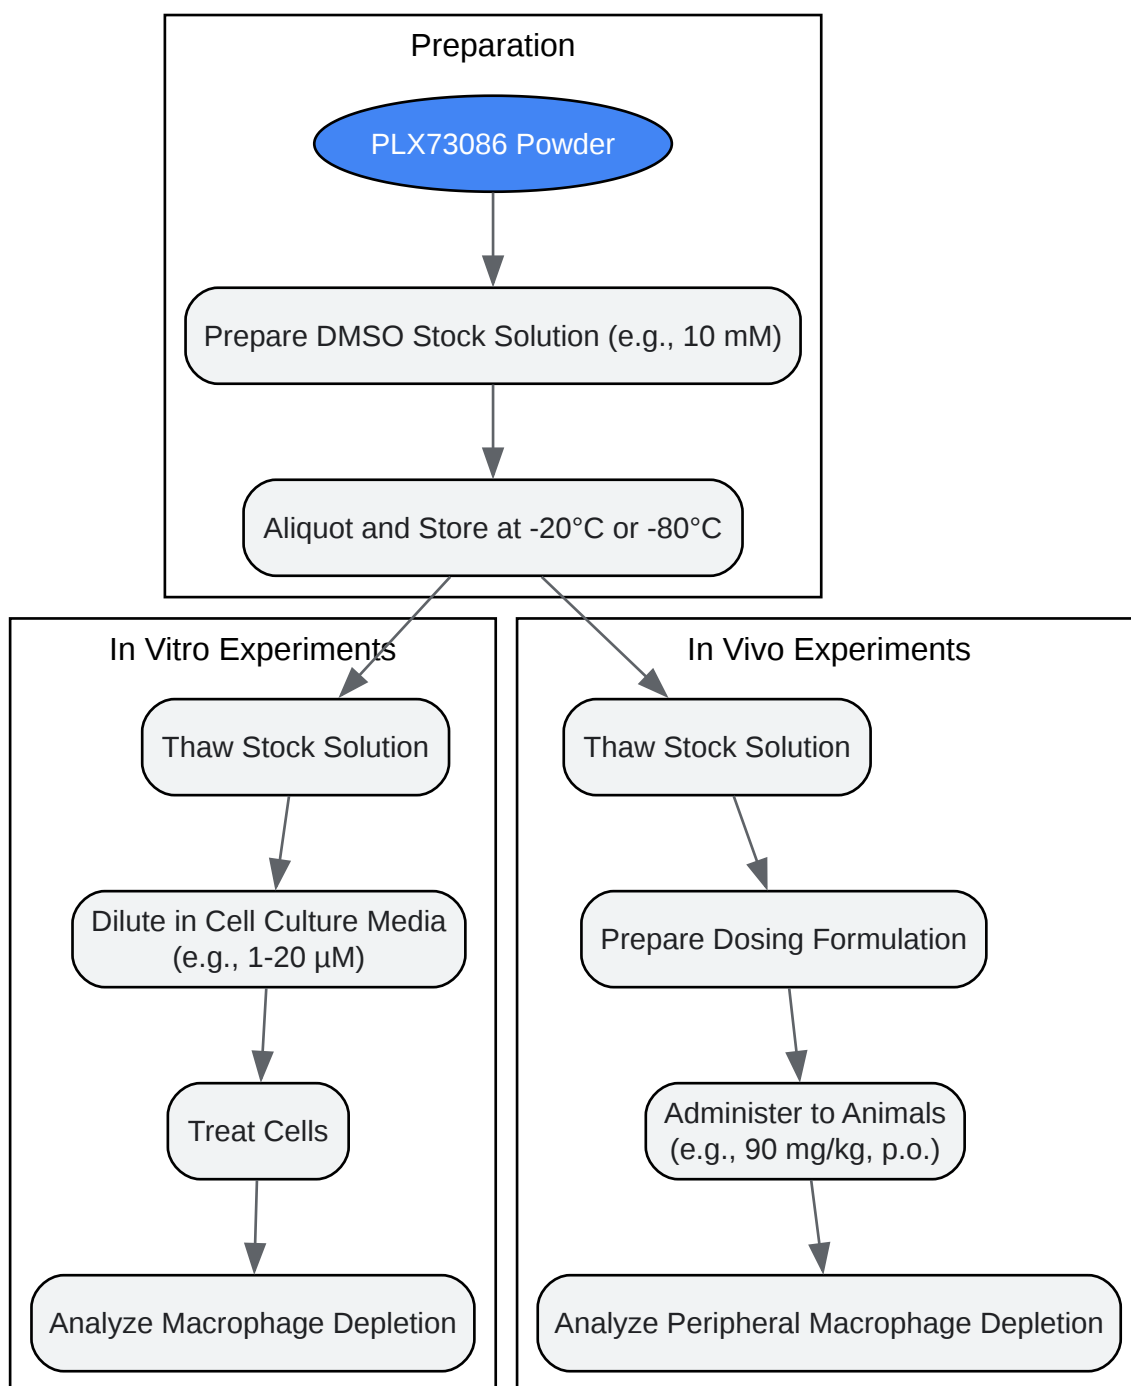 Preparation
PLX73086 Powder
Prepare DMSO Stock Solution (e.g., 10 mM)
Aliquot and Store at -20°C or -80°C
In Vitro Experiments
Thaw Stock Solution
Dilute in Cell Culture Media
(e.g., 1-20 µM)
Treat Cells
Analyze Macrophage Depletion
In Vivo Experiments
Thaw Stock Solution
Prepare Dosing Formulation
Administer to Animals
(e.g., 90 mg/kg, p.o.)
Analyze Peripheral Macrophage Depletion